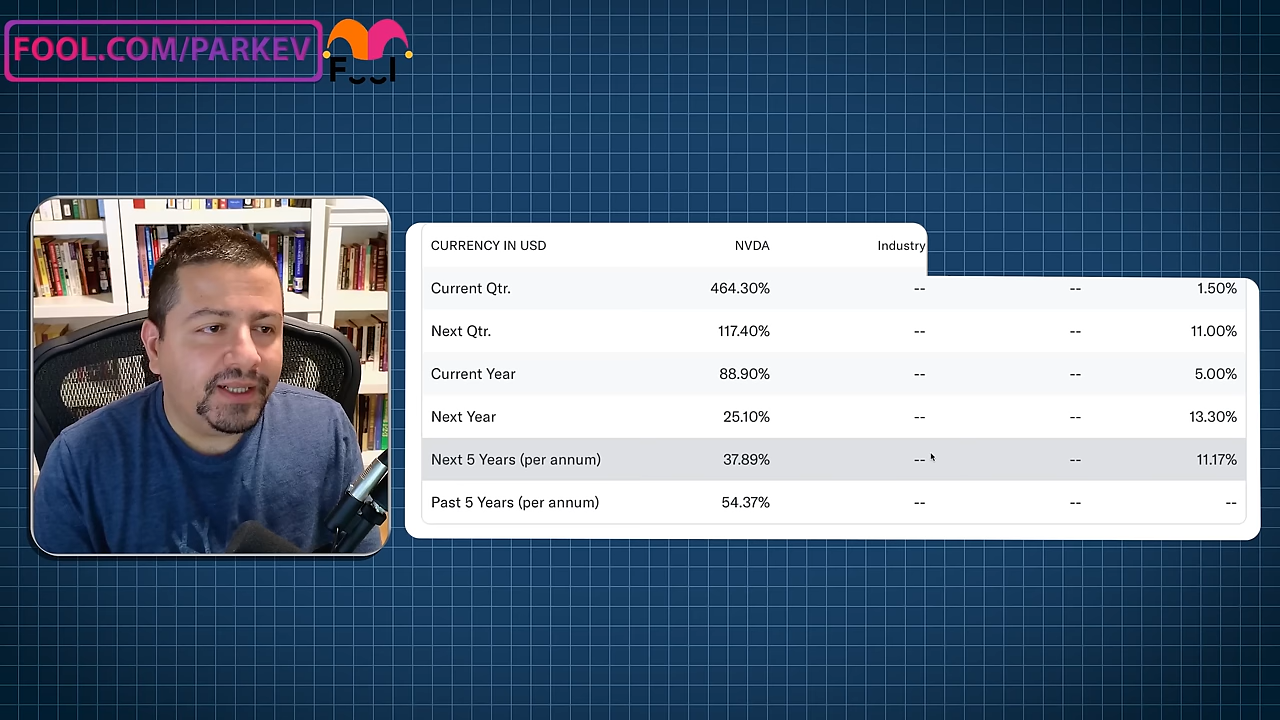 FOOL.COM/PARKEV
Fool
CURRENCY IN USD NVDA Industry
Current Qtr. 464.30% -- -- 1.50%
Next Qtr. 117.40% -- -- 11.00%
Current Year 88.90% -- -- 5.00%
Next Year 25.10% -- -- 13.30%
Next 5 Years (per annum) 37.89% -- -- 11.17%
Past 5 Years (per annum) 54.37% -- -- --